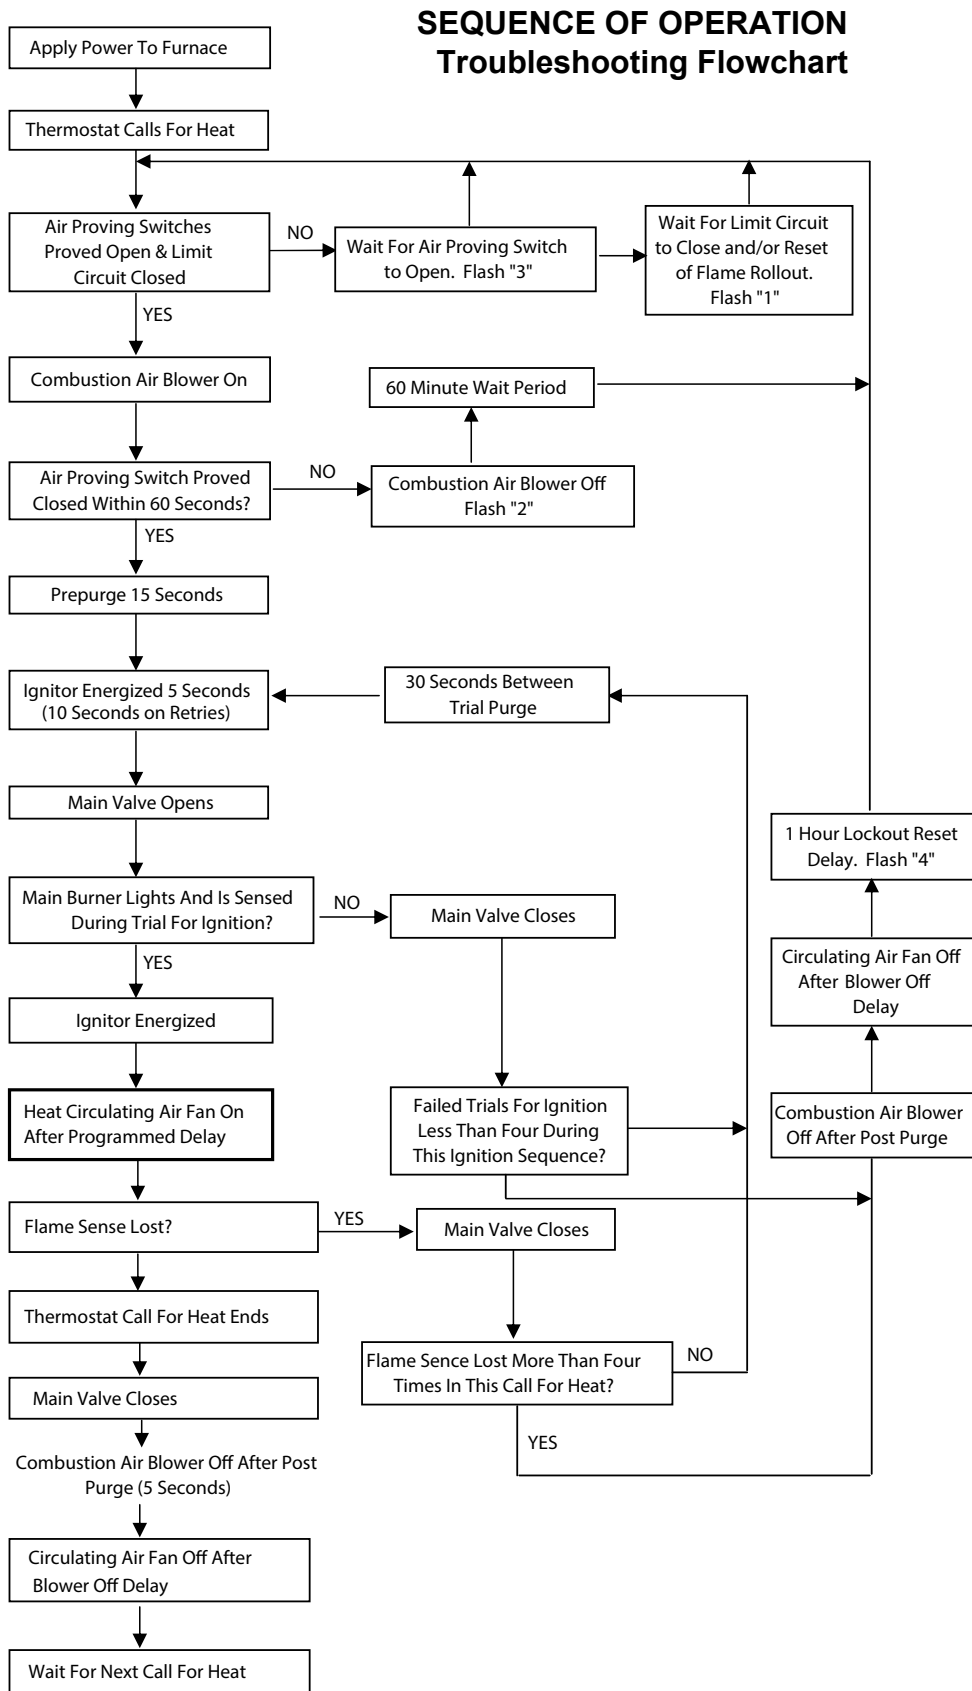 SEQUENCE OF OPERATION
Troubleshooting Flowchart
Apply Power To Furnace
Thermostat Calls For Heat
Air Proving Switches
Proved Open & Limit
Circuit Closed
NO
Wait For Air Proving Switch
to Open. Flash "3"
Wait For Limit Circuit
to Close and/or Reset
of Flame Rollout.
Flash "1"
YES
Combustion Air Blower On
60 Minute Wait Period
Air Proving Switch Proved
Closed Within 60 Seconds?
NO
Combustion Air Blower Off
Flash "2"
YES
Prepurge 15 Seconds
Ignitor Energized 5 Seconds
(10 Seconds on Retries)
30 Seconds Between
Trial Purge
Main Valve Opens
1 Hour Lockout Reset
Delay. Flash "4"
Main Burner Lights And Is Sensed
During Trial For Ignition?
NO
Main Valve Closes
YES
Circulating Air Fan Off
After Blower Off
Delay
Ignitor Energized
Heat Circulating Air Fan On
After Programmed Delay
Failed Trials For Ignition
Less Than Four During
This Ignition Sequence?
Combustion Air Blower
Off After Post Purge
Flame Sense Lost?
YES
Main Valve Closes
Thermostat Call For Heat Ends
Flame Sence Lost More Than Four
Times In This Call For Heat?
NO
YES
Main Valve Closes
Combustion Air Blower Off After Post
Purge (5 Seconds)
Circulating Air Fan Off After
Blower Off Delay
Wait For Next Call For Heat